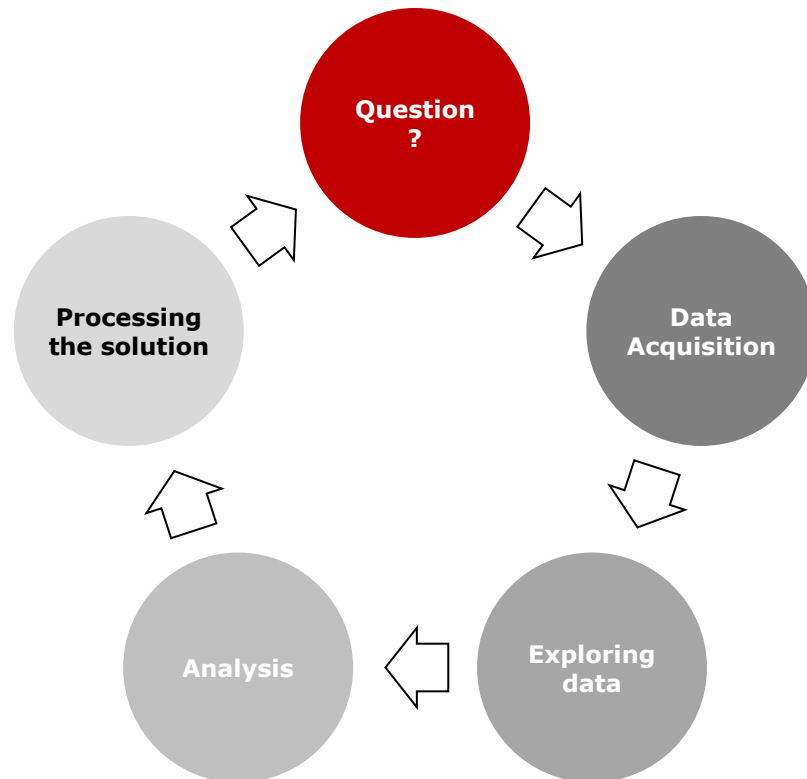 Question
?
Data
Acquisition
Exploring
data
Analysis
Processing
the solution